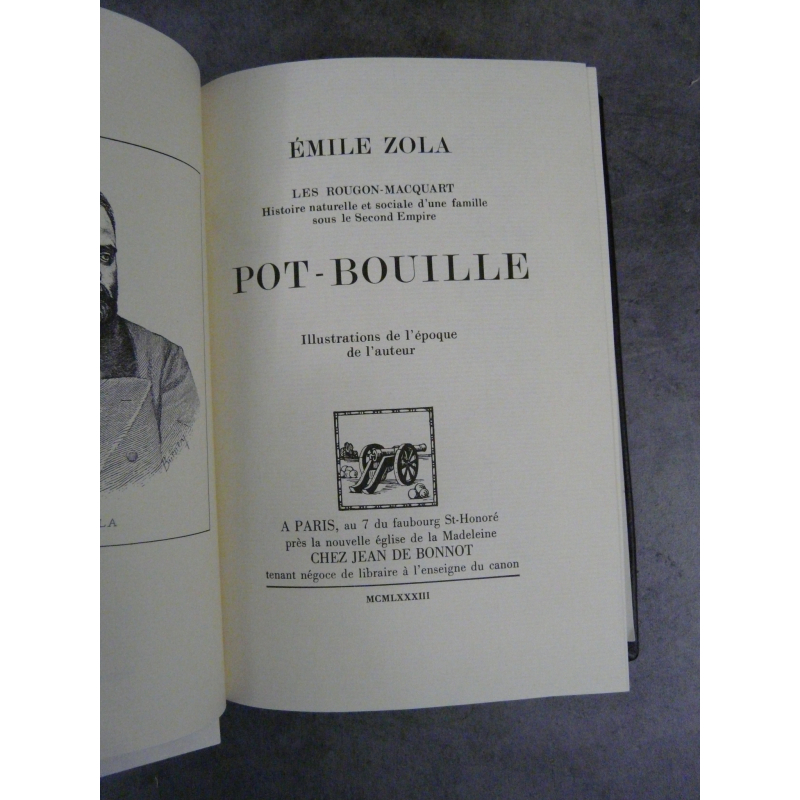 ÉMILE ZOLA
LES ROUGON-MACQUART
Histoire naturelle et sociale d'une famille
sous le Second Empire
POT-BOUILLE
Illustrations de l'époque
de l'auteur
A PARIS, au 7 du faubourg St-Honoré
près la nouvelle église de la Madeleine
CHEZ JEAN DE BONNOT
tenant négoce de libraire à l'enseigne du canon
MCMLXXXIII
LA